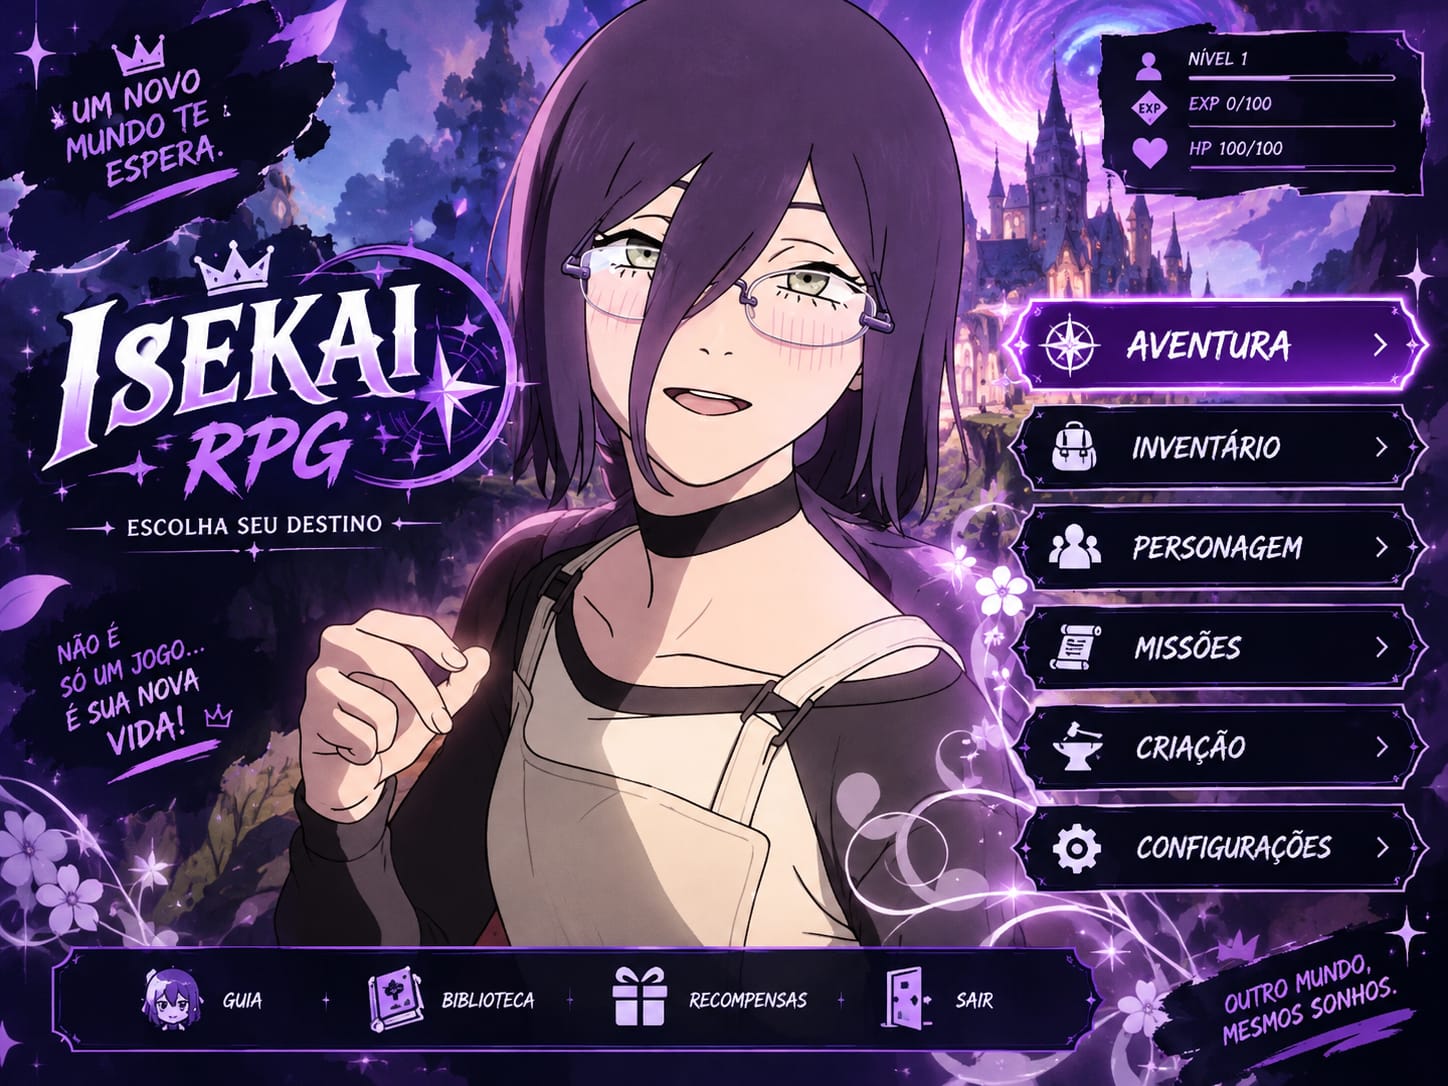 UM NOVO
MUNDO TE
ESPERA.
NÍVEL 1
EXP
EXP 0/100
HP 100/100
ISEKAI
RPG
ESCOLHA SEU DESTINO
NÃO É
SÓ UM JOGO...
É SUA NOVA
VIDA!
AVENTURA
INVENTÁRIO
PERSONAGEM
MISSÕES
CRIAÇÃO
CONFIGURAÇÕES
GUIA
BIBLIOTECA
RECOMPENSAS
SAIR
OUTRO MUNDO,
MESMOS SONHOS.